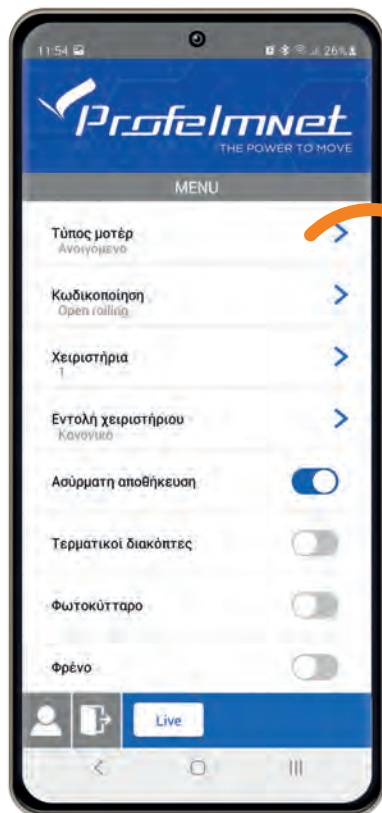 11:54
26%
Profelmnet
THE POWER TO MOVE
MENU
Τύπος μοτέρ
Ανοιγόμενο
Κωδικοποίηση
Open rolling
Χειριστήρια
1
Εντολή χειριστήριου
Κανονικό
Ασύρματη αποθήκευση
Τερματικοί διακόπτες
Φωτοκύτταρο
Φρένο
Live